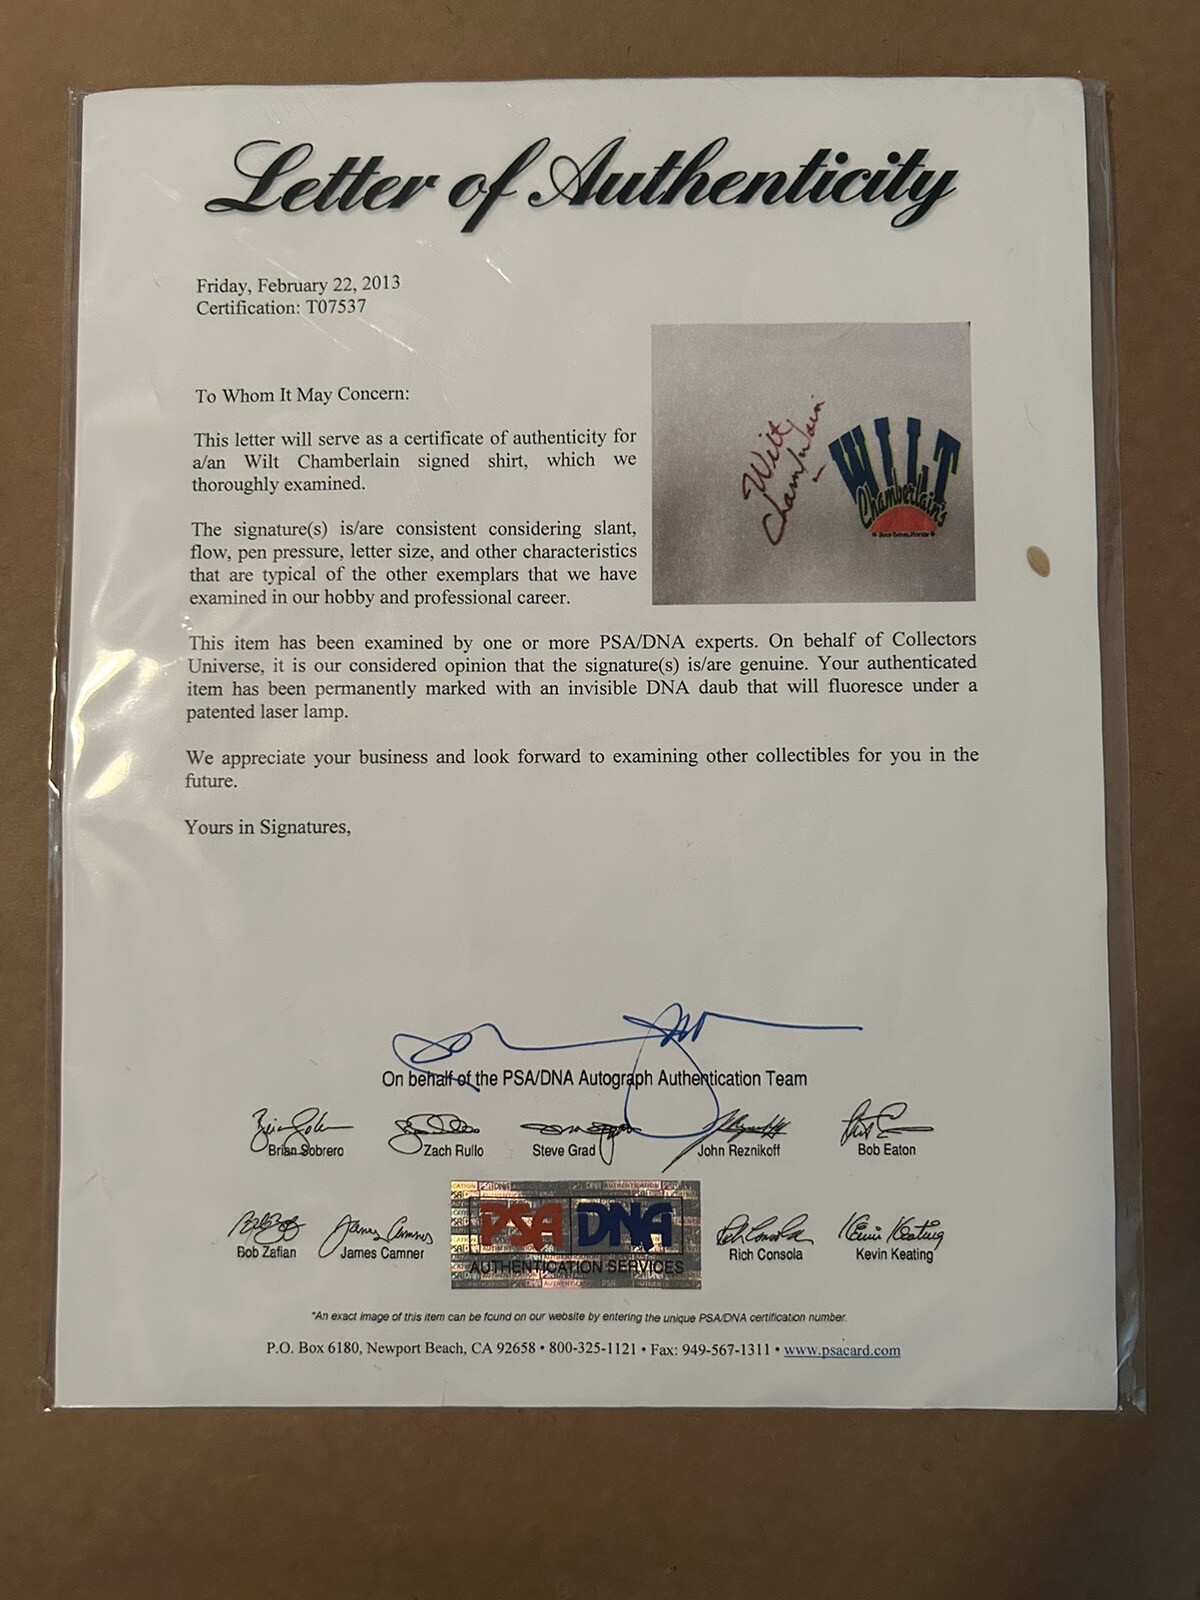 Letter of Authenticity
Friday, February 22, 2013
Certification: T07537
To Whom It May Concern:
This letter will serve as a certificate of authenticity for
a/an Wilt Chamberlain signed shirt, which we
thoroughly examined.
The signature(s) is/are consistent considering slant,
flow, pen pressure, letter size, and other characteristics
that are typical of the other exemplars that we have
examined in our hobby and professional career.
Wilt
Chamberlain
WILT
Chamberlain's
Boca Raton, Florida
This item has been examined by one or more PSA/DNA experts. On behalf of Collectors
Universe, it is our considered opinion that the signature(s) is/are genuine. Your authenticated
item has been permanently marked with an invisible DNA daub that will fluoresce under a
patented laser lamp.
We appreciate your business and look forward to examining other collectibles for you in the
future.
Yours in Signatures,
On behalf of the PSA/DNA Autograph Authentication Team
Brian Sobrero
Zach Rullo
Steve Grad
John Reznikoff
Bob Eaton
Bob Zafian
James Camner
PSA DNA
AUTHENTICATION SERVICES
Rich Consola
Kevin Keating
*An exact image of this item can be found on our website by entering the unique PSA/DNA certification number.
P.O. Box 6180, Newport Beach, CA 92658 • 800-325-1121 • Fax: 949-567-1311 • www.psacard.com